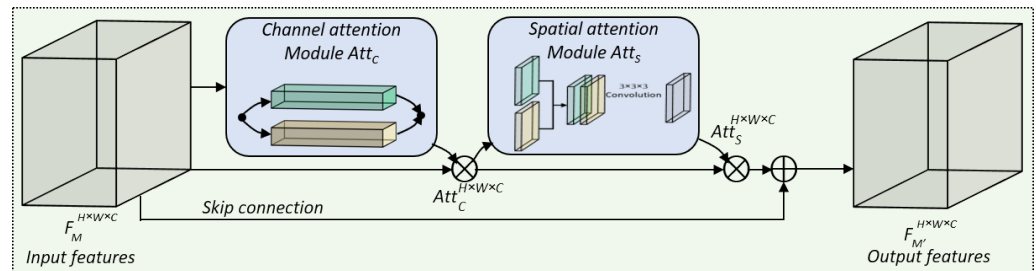 Channel attention
Module Att_C
Spatial attention
Module Att_S
3×3×3
Convolution
Att_S^{H×W×C}
Att_C^{H×W×C}
Skip connection
F_M^{H×W×C}
Input features
F_{M'}^{H×W×C}
Output features